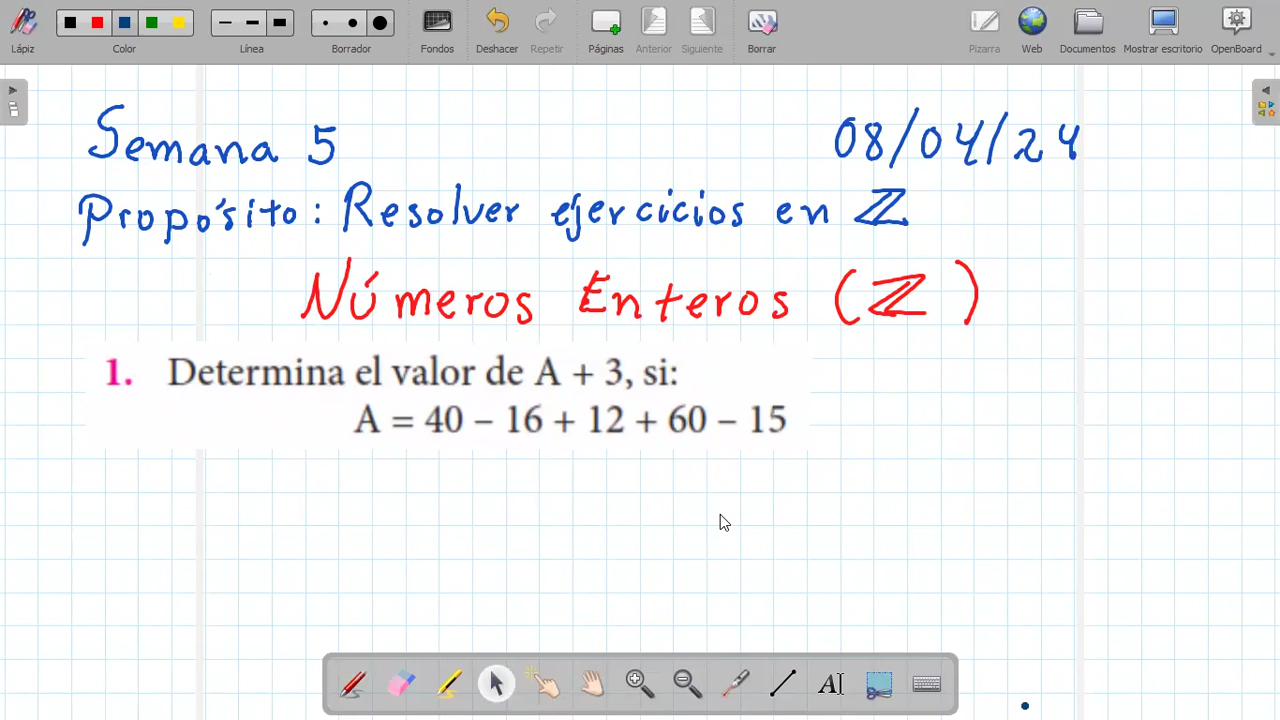 Lápiz Color Línea Borrador Fondos Deshacer Repetir Páginas Anterior Siguiente Borrar Pizarra Web Documentos Mostrar escritorio OpenBoard
Semana 5 08/04/24
Propósito: Resolver ejercicios en ℤ
Números Enteros (ℤ)
1. Determina el valor de A + 3, si:
A = 40 – 16 + 12 + 60 – 15